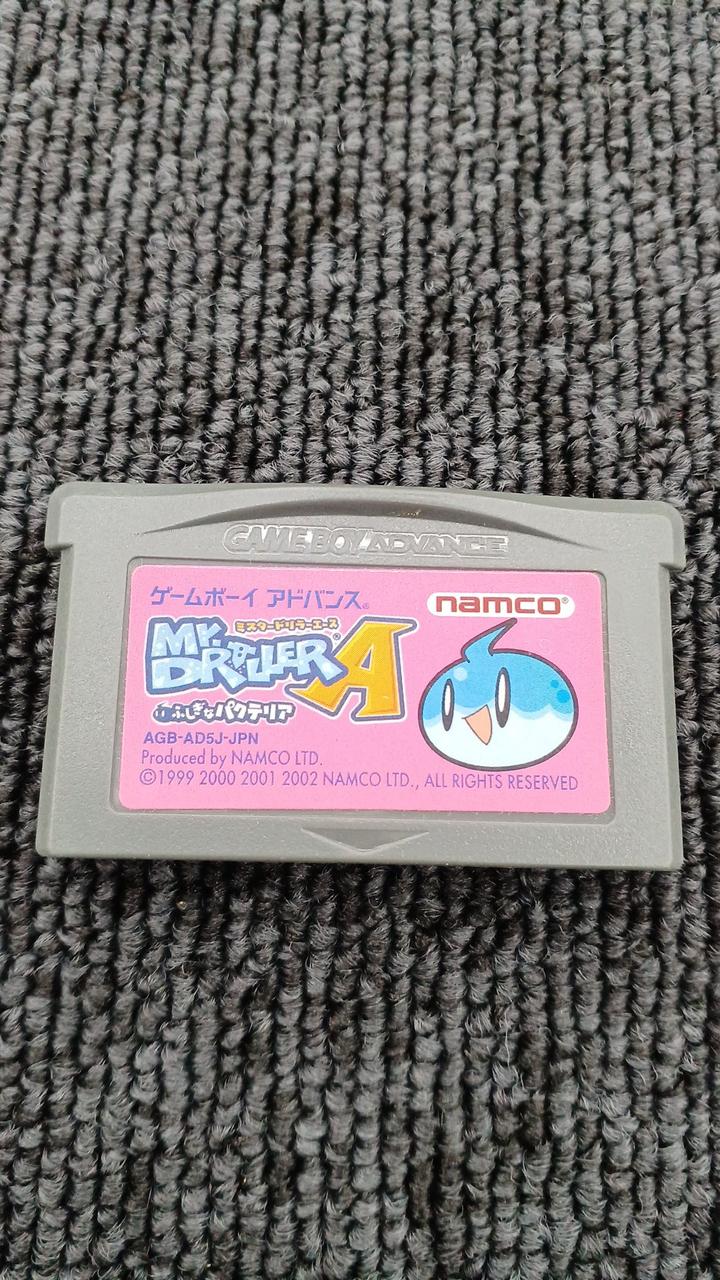 GAME BOY ADVANCE
ゲームボーイ アドバンス®
namco®
ミスタードリラーエース
MR. DRILLER A®
ふしぎなパクテリア
AGB-AD5J-JPN
Produced by NAMCO LTD.
©1999 2000 2001 2002 NAMCO LTD., ALL RIGHTS RESERVED